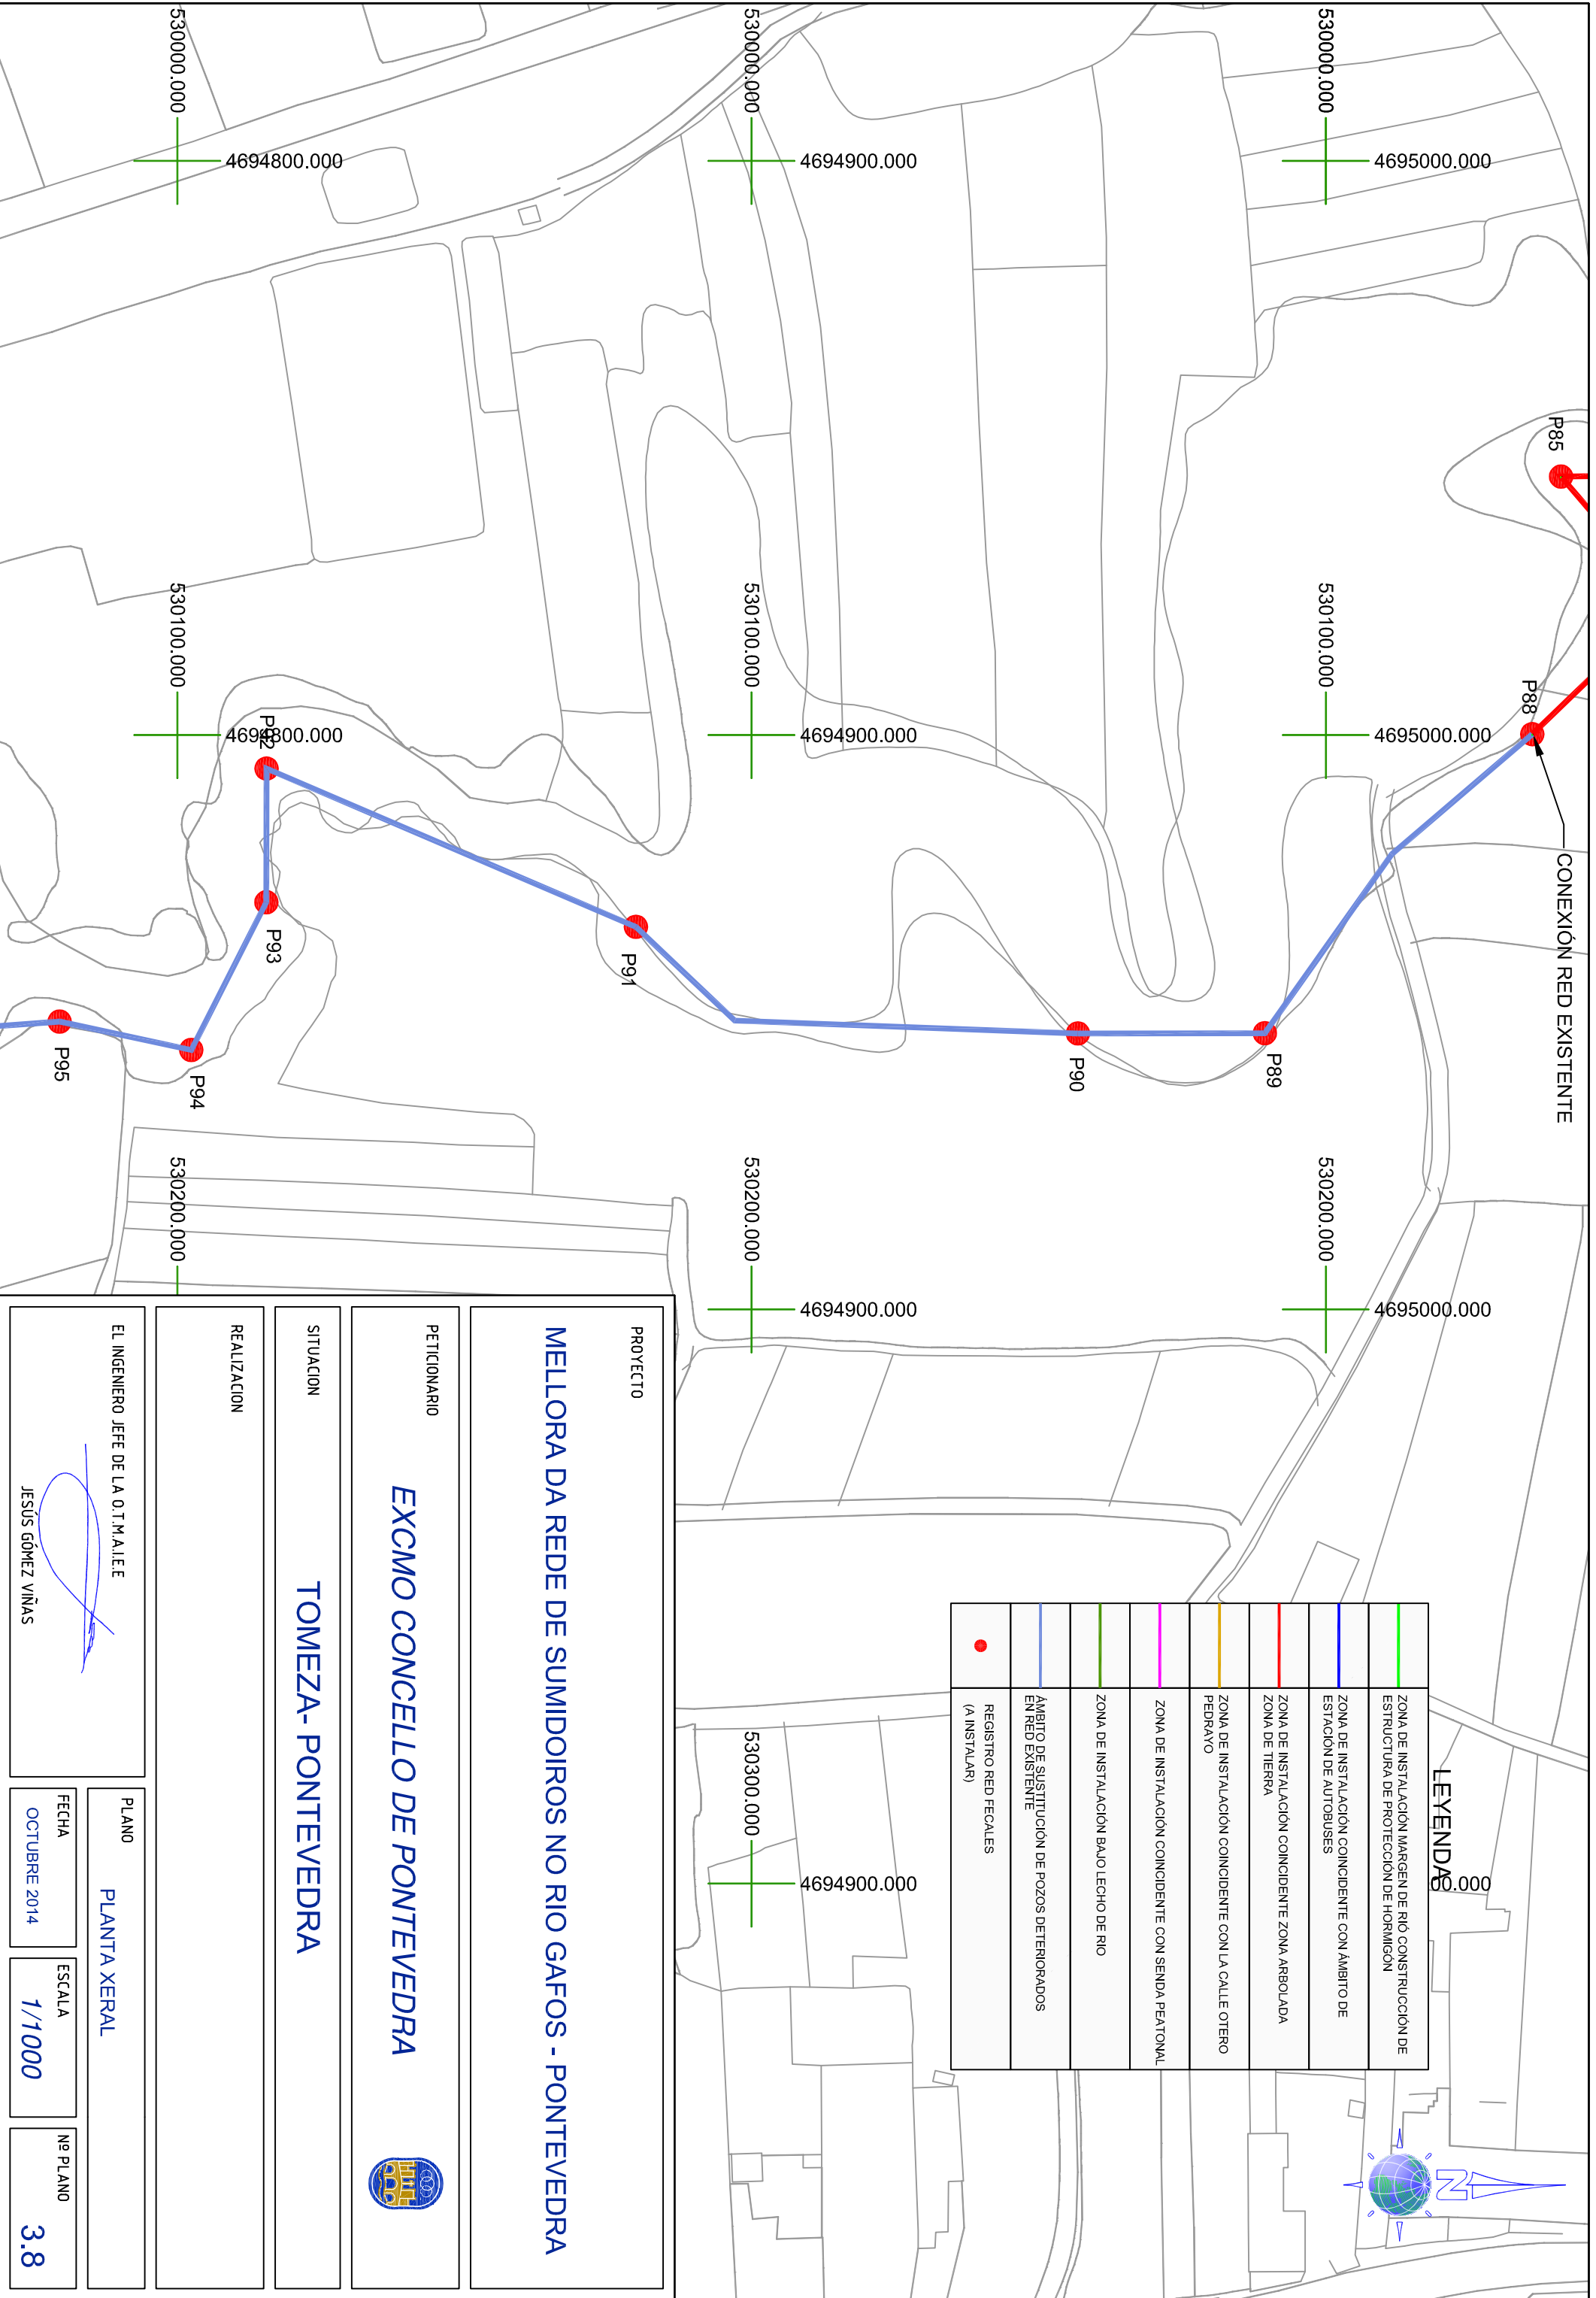 530000.000
4694800.000
530000.000
4694900.000
530000.000
4695000.000
530100.000
4694800.000
530100.000
4694900.000
530100.000
4695000.000
530200.000
530200.000
4694900.000
530200.000
4695000.000
530300.000
4694900.000
00.000
P85
P88
CONEXIÓN RED EXISTENTE
P89
P90
P91
P92
P93
P94
P95
LEYENDA
ZONA DE INSTALACIÓN MARGEN DE RIÓ CONSTRUCCIÓN DE
ESTRUCTURA DE PROTECCIÓN DE HORMIGÓN
ZONA DE INSTALACIÓN COINCIDENTE CON ÁMBITO DE
ESTACIÓN DE AUTOBUSES
ZONA DE INSTALACIÓN COINCIDENTE ZONA ARBOLADA
ZONA DE TIERRA
ZONA DE INSTALACIÓN COINCIDENTE CON LA CALLE OTERO
PEDRAYO
ZONA DE INSTALACIÓN COINCIDENTE CON SENDA PEATONAL
ZONA DE INSTALACIÓN BAJO LECHO DE RIO
ÁMBITO DE SUSTITUCIÓN DE POZOS DETERIORADOS
EN RED EXISTENTE
REGISTRO RED FECALES
(A INSTALAR)
N
PROYECTO
MELLORA DA REDE DE SUMIDOIROS NO RIO GAFOS - PONTEVEDRA
PETICIONARIO
EXCMO CONCELLO DE PONTEVEDRA
SITUACION
TOMEZA- PONTEVEDRA
REALIZACION
EL INGENIERO JEFE DE LA O.T.M.A.I.E.E
JESÚS GÓMEZ VIÑAS
PLANO
PLANTA XERAL
FECHA
OCTUBRE 2014
ESCALA
1/1000
Nº PLANO
3.8